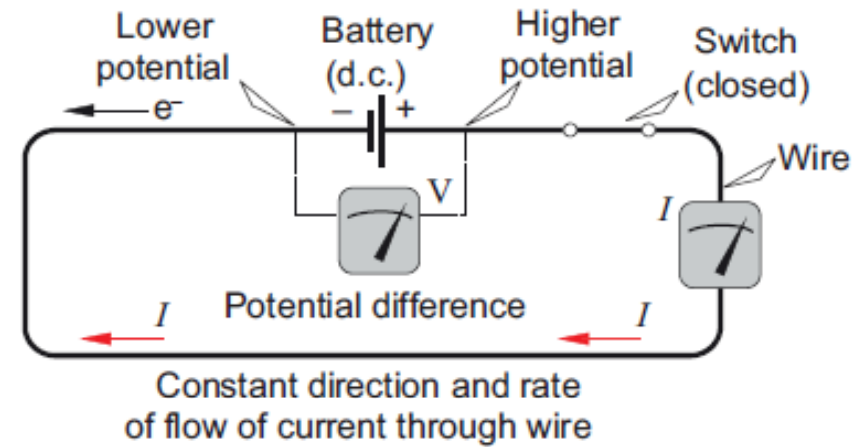 Lower
potential
Battery
(d.c.)
Higher
potential
Switch
(closed)
e⁻
− +
Wire
V
I
Potential difference
I
I
Constant direction and rate
of flow of current through wire